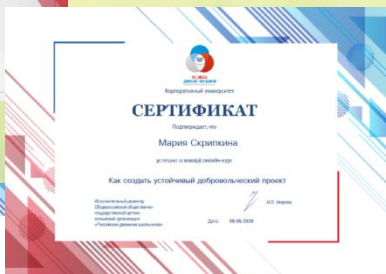 Корпоративный университет
СЕРТИФИКАТ
Подтверждает, что
Мария Скрипкина
успешно освоил(а) онлайн-курс
Как создать устойчивый добровольческий проект
Исполнительный директор
Общероссийской общественно-
государственной детско-
юношеской организации
«Российское движение школьников»
Дата: